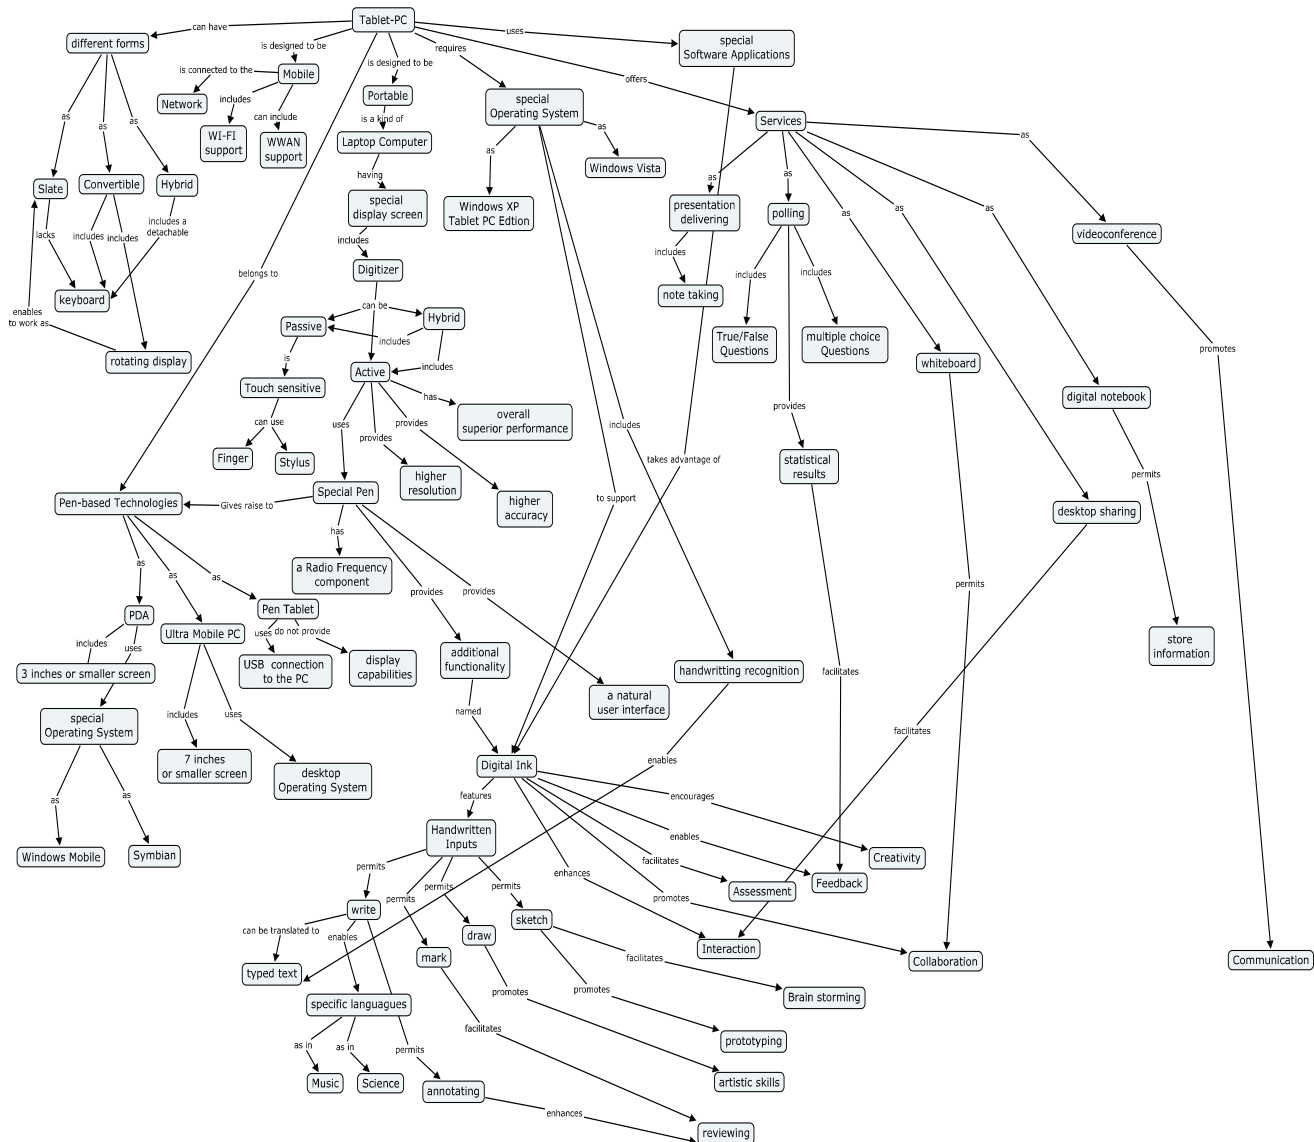 Tablet-PC
can have
different forms
is designed to be
is designed to be
requires
uses
special
Software Applications
offers
is connected to the
Mobile
Network
includes
can include
WI-FI
support
WWAN
support
Portable
is a kind of
Laptop Computer
having
special
display screen
includes
Digitizer
special
Operating System
as
as
Windows XP
Tablet PC Edtion
Windows Vista
Services
as
as
as
as
as
as
presentation
delivering
includes
note taking
polling
includes
includes
True/False
Questions
multiple choice
Questions
provides
statistical
results
facilitates
whiteboard
permits
desktop sharing
facilitates
digital notebook
permits
store
information
videoconference
promotes
Communication
as
as
as
Slate
Convertible
Hybrid
lacks
includes
includes
includes a
detachable
keyboard
enables
to work as
rotating display
belongs to
can be
Passive
Hybrid
includes
includes
is
Touch sensitive
can use
Finger
Stylus
Active
has
overall
superior performance
uses
provides
provides
higher
resolution
higher
accuracy
includes
takes advantage of
to support
Pen-based Technologies
Gives raise to
Special Pen
has
a Radio Frequency
component
provides
provides
additional
functionality
named
a natural
user interface
handwritting recognition
enables
as
as
as
PDA
includes
uses
3 inches or smaller screen
special
Operating System
as
as
Windows Mobile
Symbian
Ultra Mobile PC
includes
uses
7 inches
or smaller screen
desktop
Operating System
Pen Tablet
uses
do not provide
USB connection
to the PC
display
capabilities
Digital Ink
features
encourages
enables
facilitates
promotes
enhances
Creativity
Feedback
Assessment
Interaction
Collaboration
Handwritten
Inputs
permits
permits
permits
permits
write
can be translated to
enables
typed text
specific languagues
as in
as in
Music
Science
permits
annotating
enhances
mark
facilitates
reviewing
draw
promotes
artistic skills
sketch
facilitates
Brain storming
promotes
prototyping